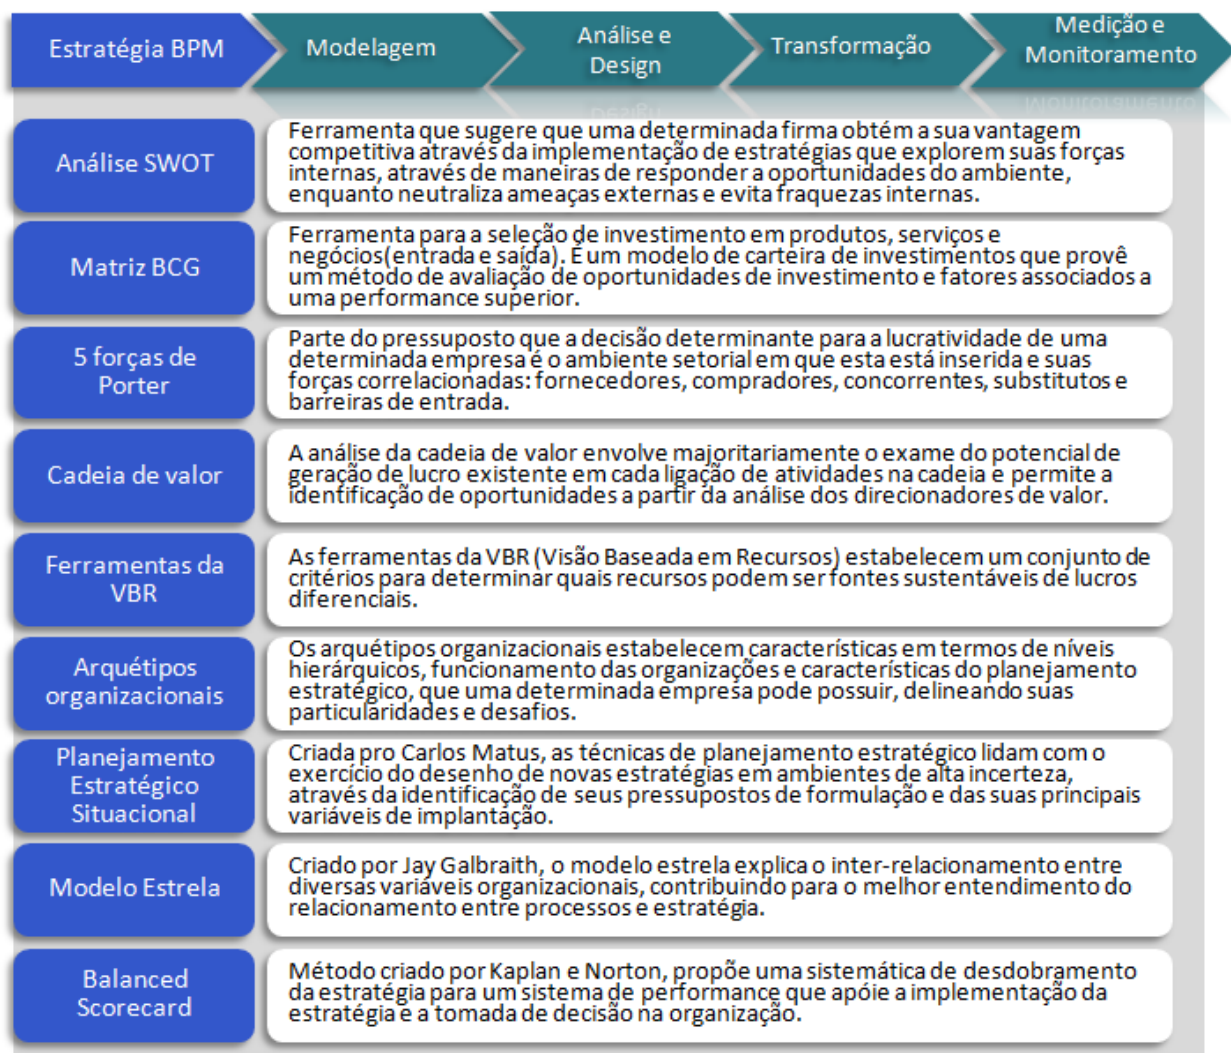 Estratégia BPM
Modelagem
Análise e
Design
Transformação
Medição e
Monitoramento
Análise SWOT
Ferramenta que sugere que uma determinada firma obtém a sua vantagem
competitiva através da implementação de estratégias que explorem suas forças
internas, através de maneiras de responder a oportunidades do ambiente,
enquanto neutraliza ameaças externas e evita fraquezas internas.
Matriz BCG
Ferramenta para a seleção de investimento em produtos, serviços e
negócios(entrada e saída). É um modelo de carteira de investimentos que provê
um método de avaliação de oportunidades de investimento e fatores associados a
uma performance superior.
5 forças de
Porter
Parte do pressuposto que a decisão determinante para a lucratividade de uma
determinada empresa é o ambiente setorial em que esta está inserida e suas
forças correlacionadas: fornecedores, compradores, concorrentes, substitutos e
barreiras de entrada.
Cadeia de valor
A análise da cadeia de valor envolve majoritariamente o exame do potencial de
geração de lucro existente em cada ligação de atividades na cadeia e permite a
identificação de oportunidades a partir da análise dos direcionadores de valor.
Ferramentas da
VBR
As ferramentas da VBR (Visão Baseada em Recursos) estabelecem um conjunto de
critérios para determinar quais recursos podem ser fontes sustentáveis de lucros
diferenciais.
Arquétipos
organizacionais
Os arquétipos organizacionais estabelecem características em termos de níveis
hierárquicos, funcionamento das organizações e características do planejamento
estratégico, que uma determinada empresa pode possuir, delineando suas
particularidades e desafios.
Planejamento
Estratégico
Situacional
Criada pro Carlos Matus, as técnicas de planejamento estratégico lidam com o
exercício do desenho de novas estratégias em ambientes de alta incerteza,
através da identificação de seus pressupostos de formulação e das suas principais
variáveis de implantação.
Modelo Estrela
Criado por Jay Galbraith, o modelo estrela explica o inter-relacionamento entre
diversas variáveis organizacionais, contribuindo para o melhor entendimento do
relacionamento entre processos e estratégia.
Balanced
Scorecard
Método criado por Kaplan e Norton, propõe uma sistemática de desdobramento
da estratégia para um sistema de performance que apóie a implementação da
estratégia e a tomada de decisão na organização.